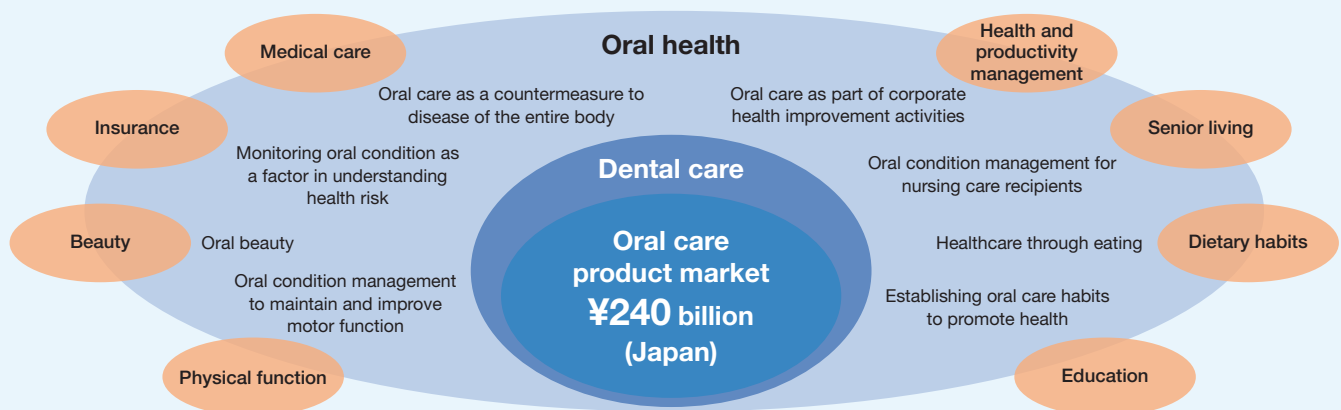 Oral health
Medical care
Oral care as a countermeasure to
disease of the entire body
Health and
productivity
management
Oral care as part of corporate
health improvement activities
Insurance
Monitoring oral condition as
a factor in understanding
health risk
Senior living
Oral condition management for
nursing care recipients
Beauty
Oral beauty
Dietary habits
Healthcare through eating
Physical function
Oral condition management
to maintain and improve
motor function
Education
Establishing oral care habits
to promote health
Dental care
Oral care
product market
¥240 billion
(Japan)